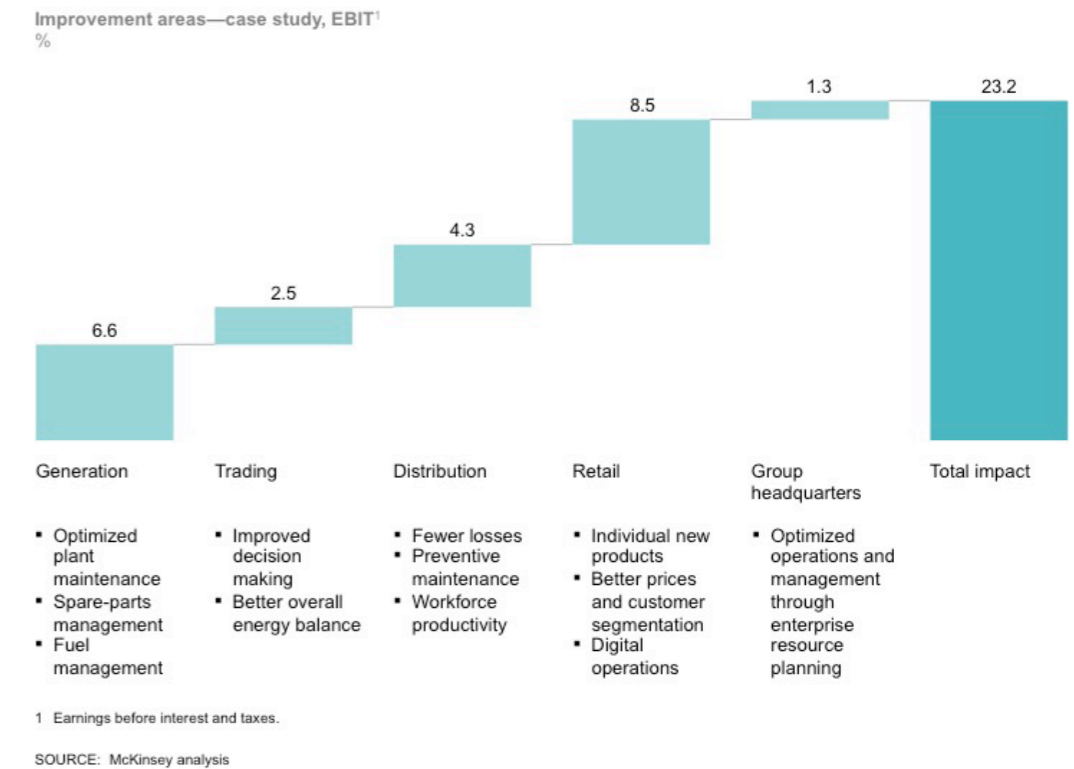 Improvement areas—case study, EBIT¹
%
6.6
2.5
4.3
8.5
1.3
23.2
Generation
Trading
Distribution
Retail
Group
headquarters
Total impact
▪ Optimized
plant
maintenance
▪ Spare-parts
management
▪ Fuel
management
▪ Improved
decision
making
▪ Better overall
energy balance
▪ Fewer losses
▪ Preventive
maintenance
▪ Workforce
productivity
▪ Individual new
products
▪ Better prices
and customer
segmentation
▪ Digital
operations
▪ Optimized
operations and
management
through
enterprise
resource
planning
1 Earnings before interest and taxes.
SOURCE: McKinsey analysis